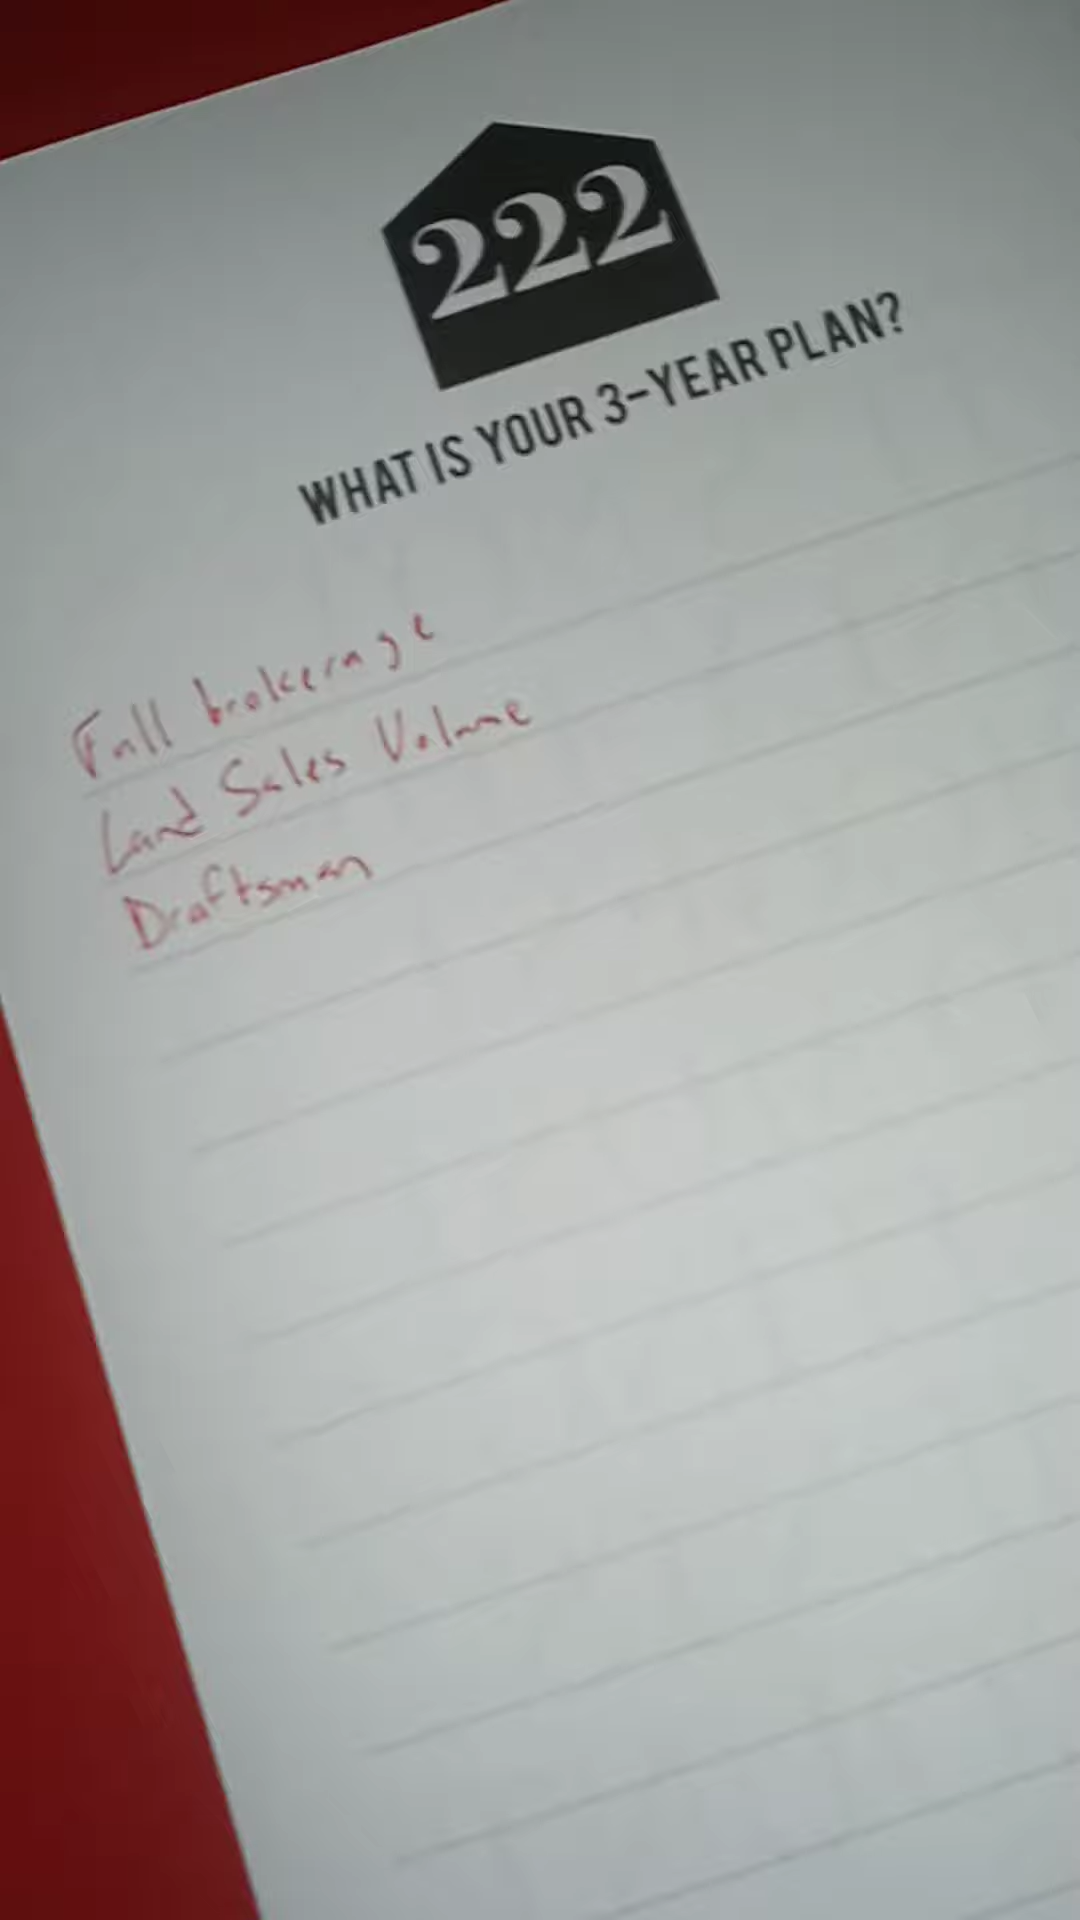 222
WHAT IS YOUR 3-YEAR PLAN?
Full brokerage
Land Sales Volume
Draftsman